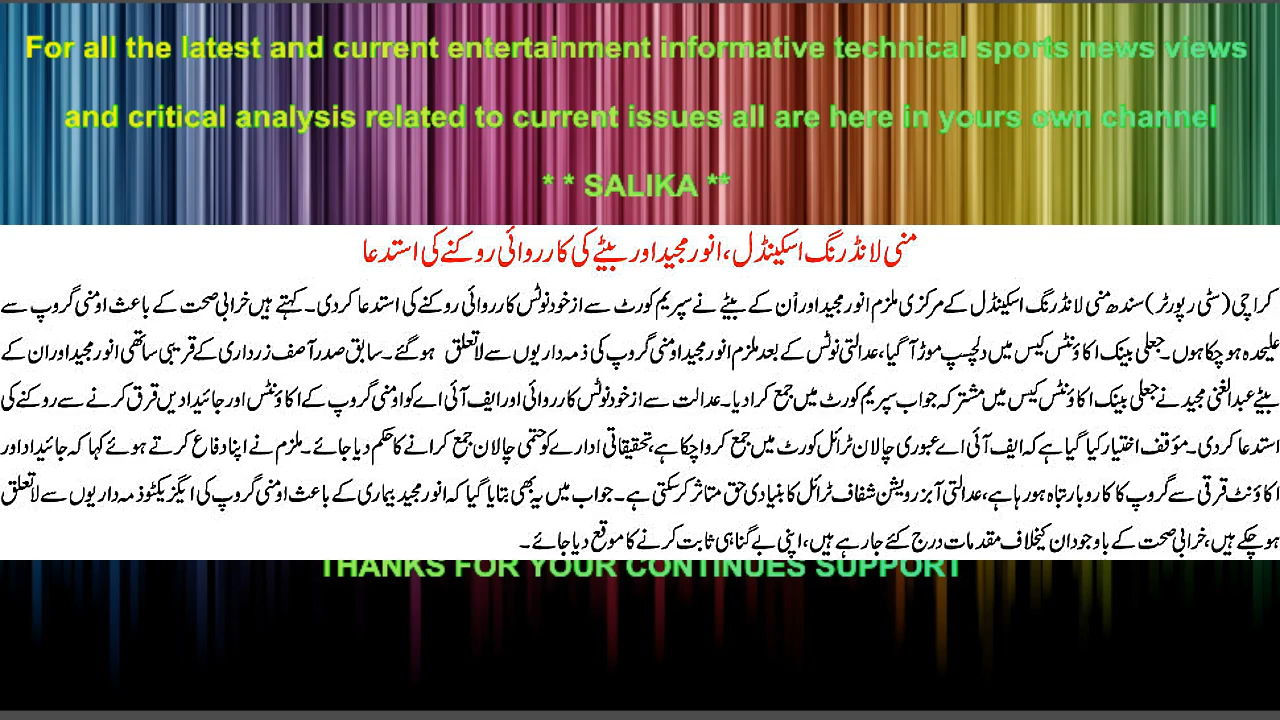 For all the latest and current entertainment informative technical sports news views
and critical analysis related to current issues all are here in yours own channel
* * SALIKA **
منی لانڈرنگ اسکینڈل، انور مجید اور بیٹے کی کارروائی روکنے کی استدعا
کراچی (سٹی رپورٹر) سندھ منی لانڈرنگ اسکینڈل کے مرکزی ملزم انور مجید اور اُن کے بیٹے نے سپریم کورٹ سے از خود نوٹس کارروائی روکنے کی استدعا کردی۔ کہتے ہیں خرابی صحت کے باعث اومنی گروپ سے
علیحدہ ہوچکا ہوں۔ جعلی بینک اکاؤنٹس کیس میں دلچسپ موڑ آگیا، عدالتی نوٹس کے بعد ملزم انور مجید اومنی گروپ کی ذمہ داریوں سے لاتعلق ہوگئے۔ سابق صدر آصف زرداری کے قریبی ساتھی انور مجید اور ان کے
بیٹے عبدالغنی مجید نے جعلی بینک اکاؤنٹس کیس میں مشترکہ جواب سپریم کورٹ میں جمع کرادیا۔ عدالت سے از خود نوٹس کارروائی اور ایف آئی اے کو اومنی گروپ کے اکاؤنٹس اور جائیدادیں قرق کرنے سے روکنے کی
استدعا کردی۔ مؤقف اختیار کیا گیا ہے کہ ایف آئی اے عبوری چالان ٹرائل کورٹ میں جمع کرواچکا ہے، تحقیقاتی ادارے کو حتمی چالان جمع کرانے کا حکم دیا جائے۔ ملزم نے اپنا دفاع کرتے ہوئے کہا کہ جائیداد اور
اکاؤنٹ قرقی سے گروپ کا کاروبار تباہ ہورہا ہے، عدالتی آبزرویشن شفاف ٹرائل کا بنیادی حق متاثر کرسکتی ہے۔ جواب میں یہ بھی بتایا گیا کہ انور مجید بیماری کے باعث اومنی گروپ کی ایگزیکٹو ذمہ داریوں سے لاتعلق
ہوچکے ہیں، خرابی صحت کے باوجود ان کیخلاف مقدمات درج کئے جارہے ہیں، اپنی بے گناہی ثابت کرنے کا موقع دیا جائے۔
THANKS FOR YOUR CONTINUES SUPPORT